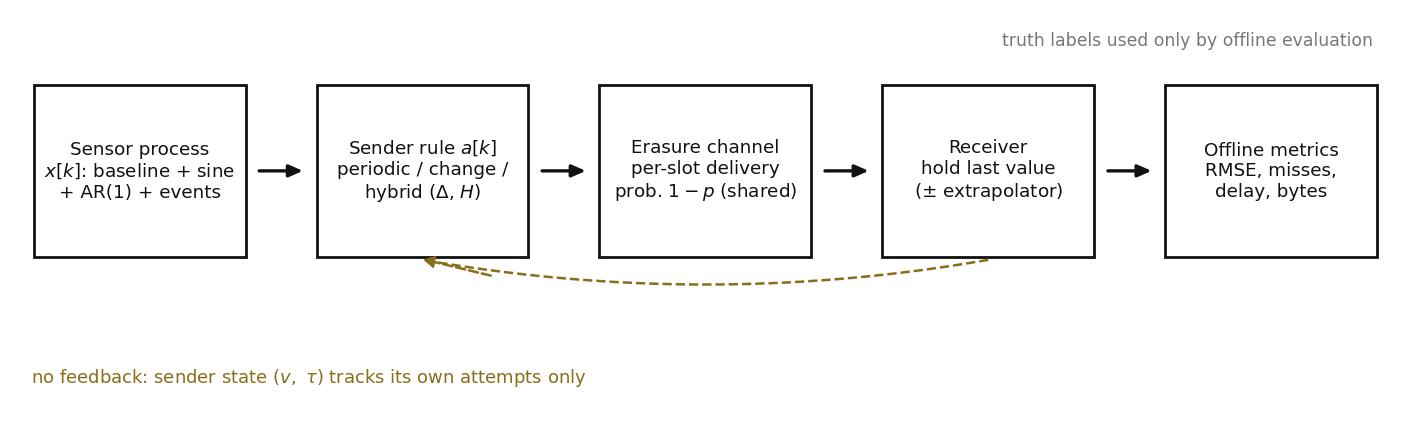 truth labels used only by offline evaluation
Sensor process
x[k]: baseline + sine
+ AR(1) + events
Sender rule a[k]
periodic / change /
hybrid (Δ, H)
Erasure channel
per-slot delivery
prob. 1 − p (shared)
Receiver
hold last value
(± extrapolator)
Offline metrics
RMSE, misses,
delay, bytes
no feedback: sender state (v, τ) tracks its own attempts only